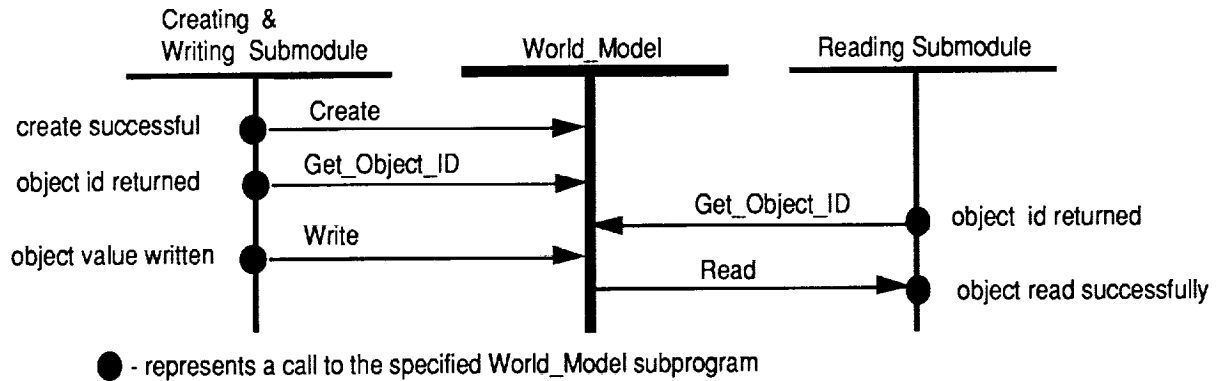 Creating &
Writing Submodule
World_Model
Reading Submodule
create successful
Create
object id returned
Get_Object_ID
Get_Object_ID
object id returned
object value written
Write
Read
object read successfully
- represents a call to the specified World_Model subprogram